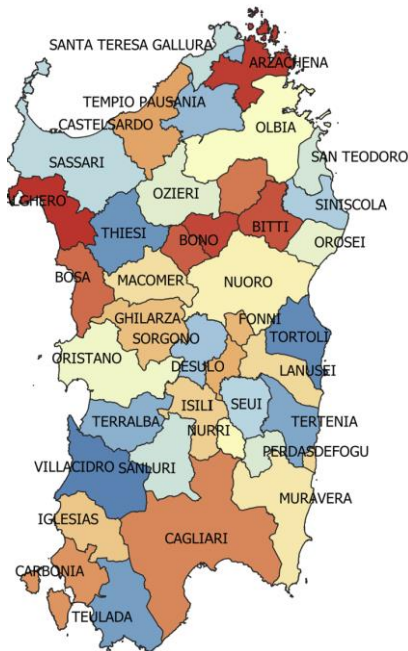 SANTA TERESA GALLURA
ARZACHENA
TEMPIO PAUSANIA
CASTELSARDO
OLBIA
SASSARI
SAN TEODORO
OZIERI
SINISCOLA
LGHERO
THIESI
BONO
BITTI
OROSEI
BOSA
MACOMER
NUORO
GHILARZA
FONNI
SORGONO
TORTOLI
ORISTANO
DESULO
LANUSEI
ISILI
SEUI
TERRALBA
TERTENIA
NURRI
PERDASDEFOGU
VILLACIDRO
SANLURI
MURAVERA
IGLESIAS
CAGLIARI
CARBONIA
TEULADA